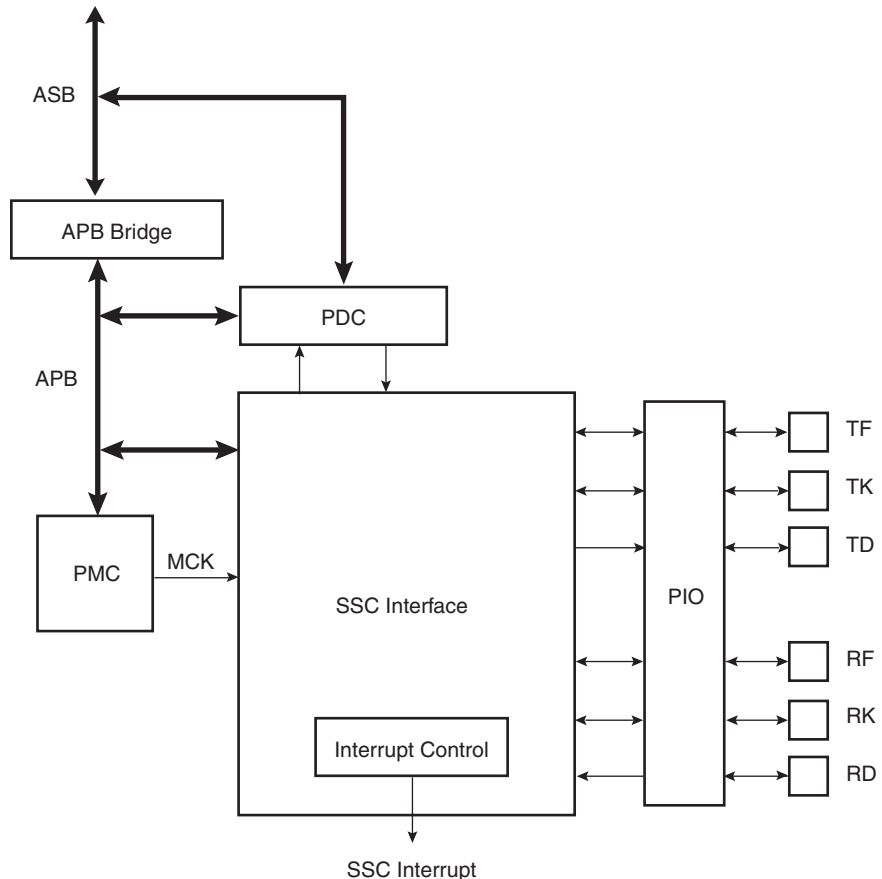 ASB
APB Bridge
PDC
APB
TF
TK
TD
PMC
MCK
SSC Interface
PIO
RF
RK
RD
Interrupt Control
SSC Interrupt